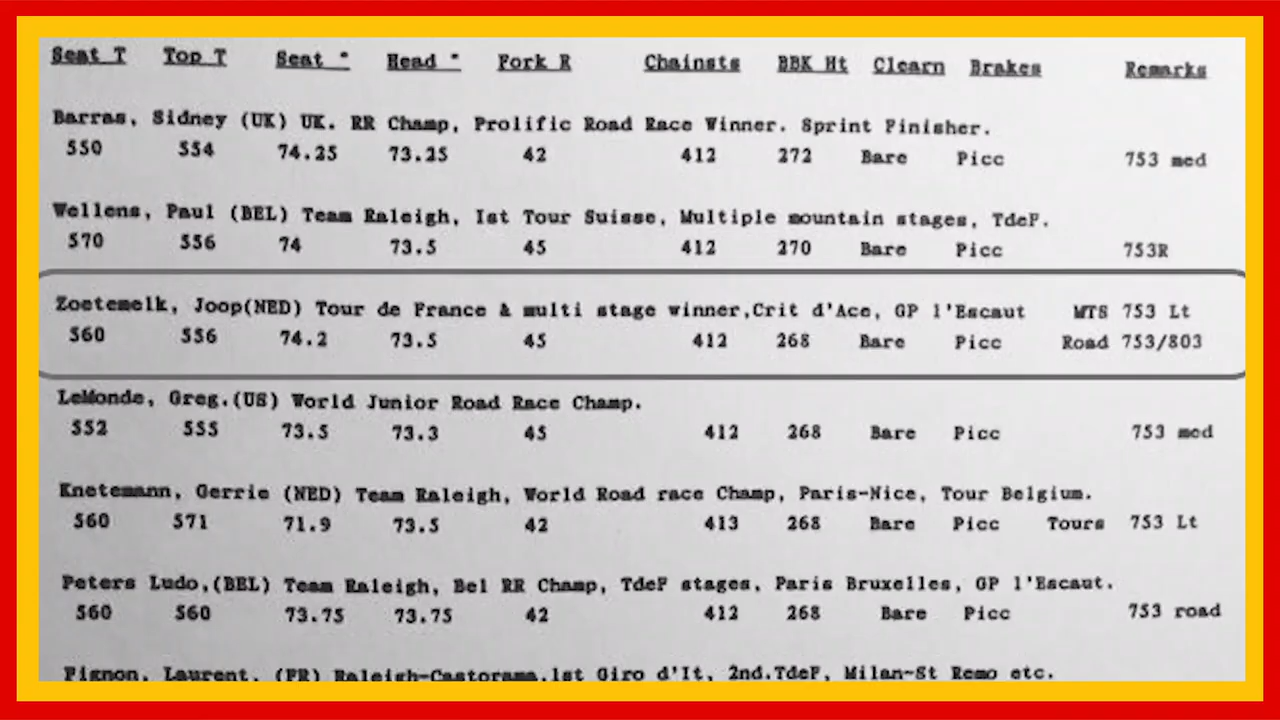 Seat T Top T Seat ° Head ° Fork R Chainsts BBK Ht Clearn Brakes Remarks
Barras, Sidney (UK) UK. RR Champ, Prolific Road Race Winner. Sprint Finisher.
550 554 74.25 73.25 42 412 272 Bare Picc 753 med
Wellens, Paul (BEL) Team Raleigh, 1st Tour Suisse, Multiple mountain stages, TdeF.
570 556 74 73.5 45 412 270 Bare Picc 753R
Zoetemelk, Joop(NED) Tour de France & multi stage winner,Crit d'Ace, GP l'Escaut MTS 753 Lt
560 556 74.2 73.5 45 412 268 Bare Picc Road 753/803
LeMonde, Greg.(US) World Junior Road Race Champ.
552 555 73.5 73.3 45 412 268 Bare Picc 753 med
Knetemann, Gerrie (NED) Team Raleigh, World Road race Champ, Paris-Nice, Tour Belgium.
560 571 71.9 73.5 42 413 268 Bare Picc Tours 753 Lt
Peters Ludo,(BEL) Team Raleigh, Bel RR Champ, TdeF stages, Paris Bruxelles, GP l'Escaut.
560 560 73.75 73.75 42 412 268 Bare Picc 753 road
Fignon, Laurent, (FR) Raleigh-Castorama,1st Giro d'It, 2nd.TdeF, Milan-St Remo etc.